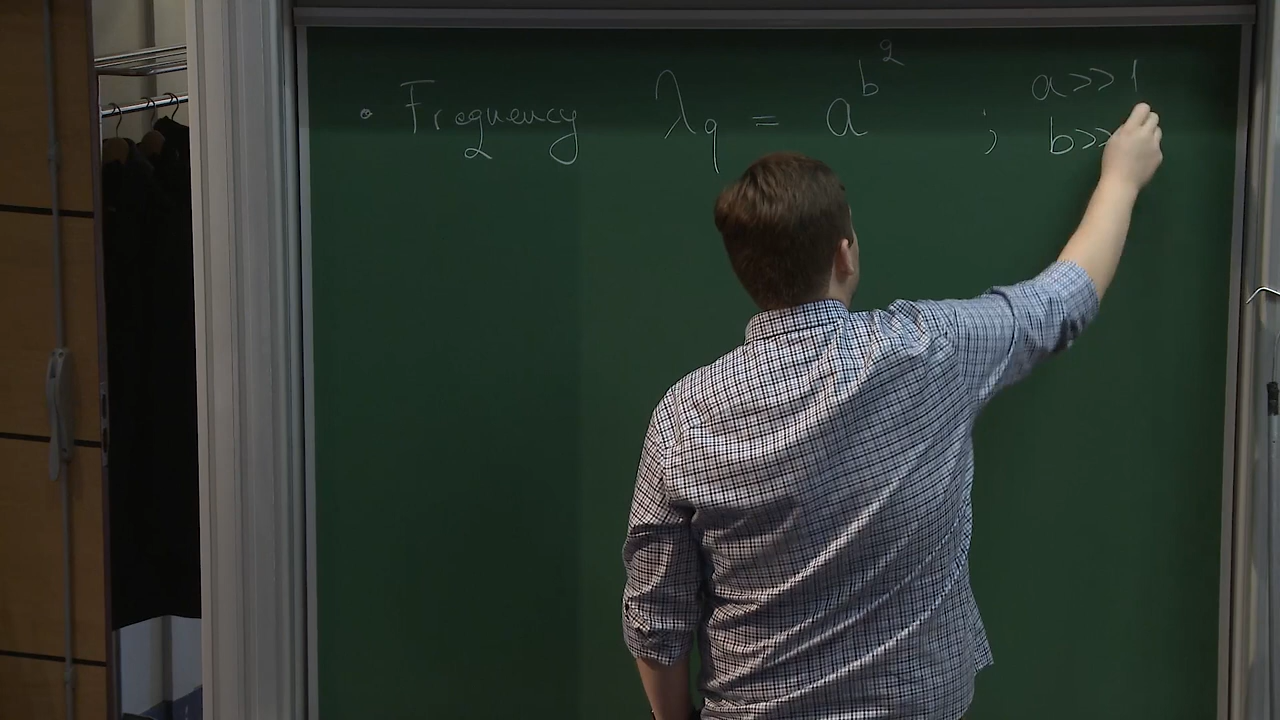 • Frequency λ_q = a^{b^q} ; a>>1
b>>